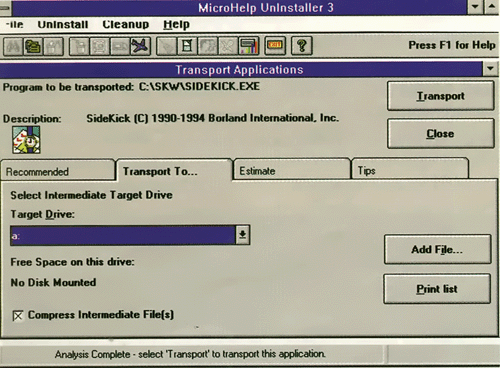 MicroHelp UnInstaller 3
File UnInstall Cleanup Help
Press F1 for Help
Transport Applications
Program to be transported: C:\SKW\SIDEKICK.EXE
Transport
Description: SideKick (C) 1990-1994 Borland International, Inc.
Close
Recommended Transport To... Estimate Tips
Select Intermediate Target Drive
Target Drive:
a:
Add File...
Free Space on this drive:
No Disk Mounted
Print list
Compress Intermediate File(s)
Analysis Complete - select 'Transport' to transport this application.